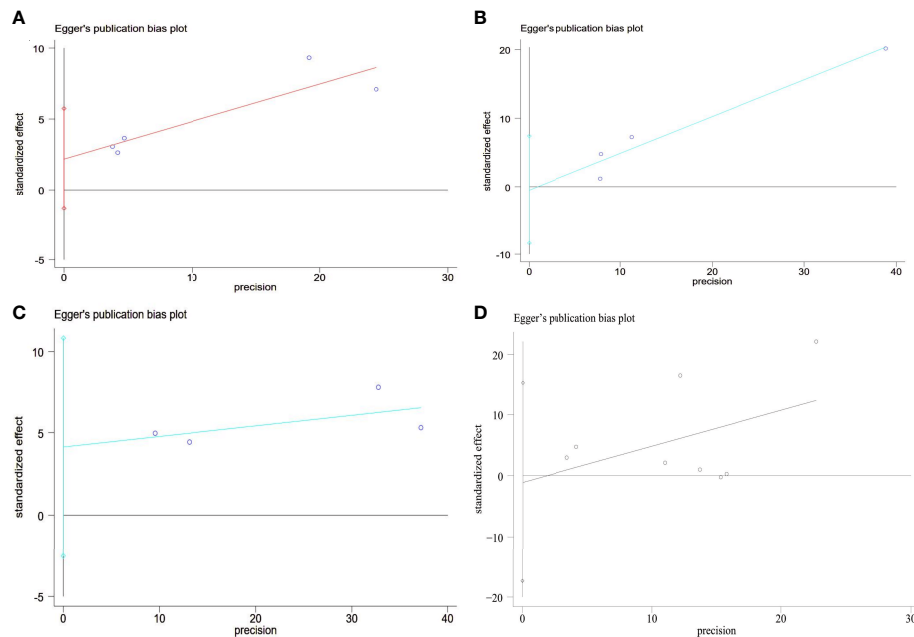 A
Egger's publication bias plot
standardized effect
10
5
0
-5
0
10
20
30
precision
B
Egger's publication bias plot
standardized effect
20
10
0
-10
0
10
20
30
40
precision
C
Egger's publication bias plot
standardized effect
10
5
0
-5
0
10
20
30
40
precision
D
Egger's publication bias plot
standardized effect
20
10
0
−10
−20
0
10
20
30
precision